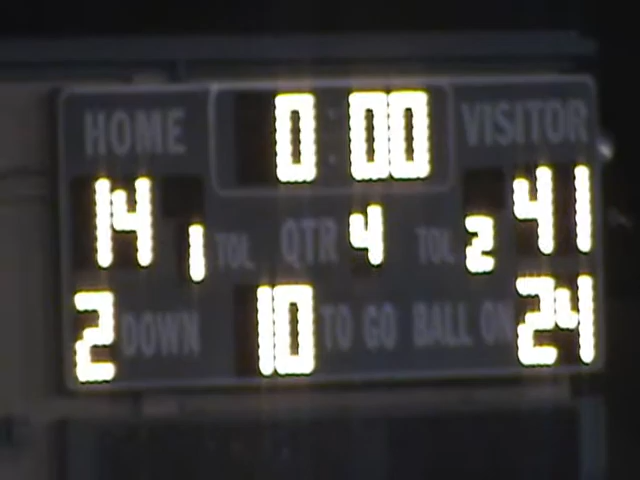 HOME 0:00 VISITOR
14 1 TOL QTR 4 TOL 2 41
2 DOWN 10 TO GO BALL ON 24